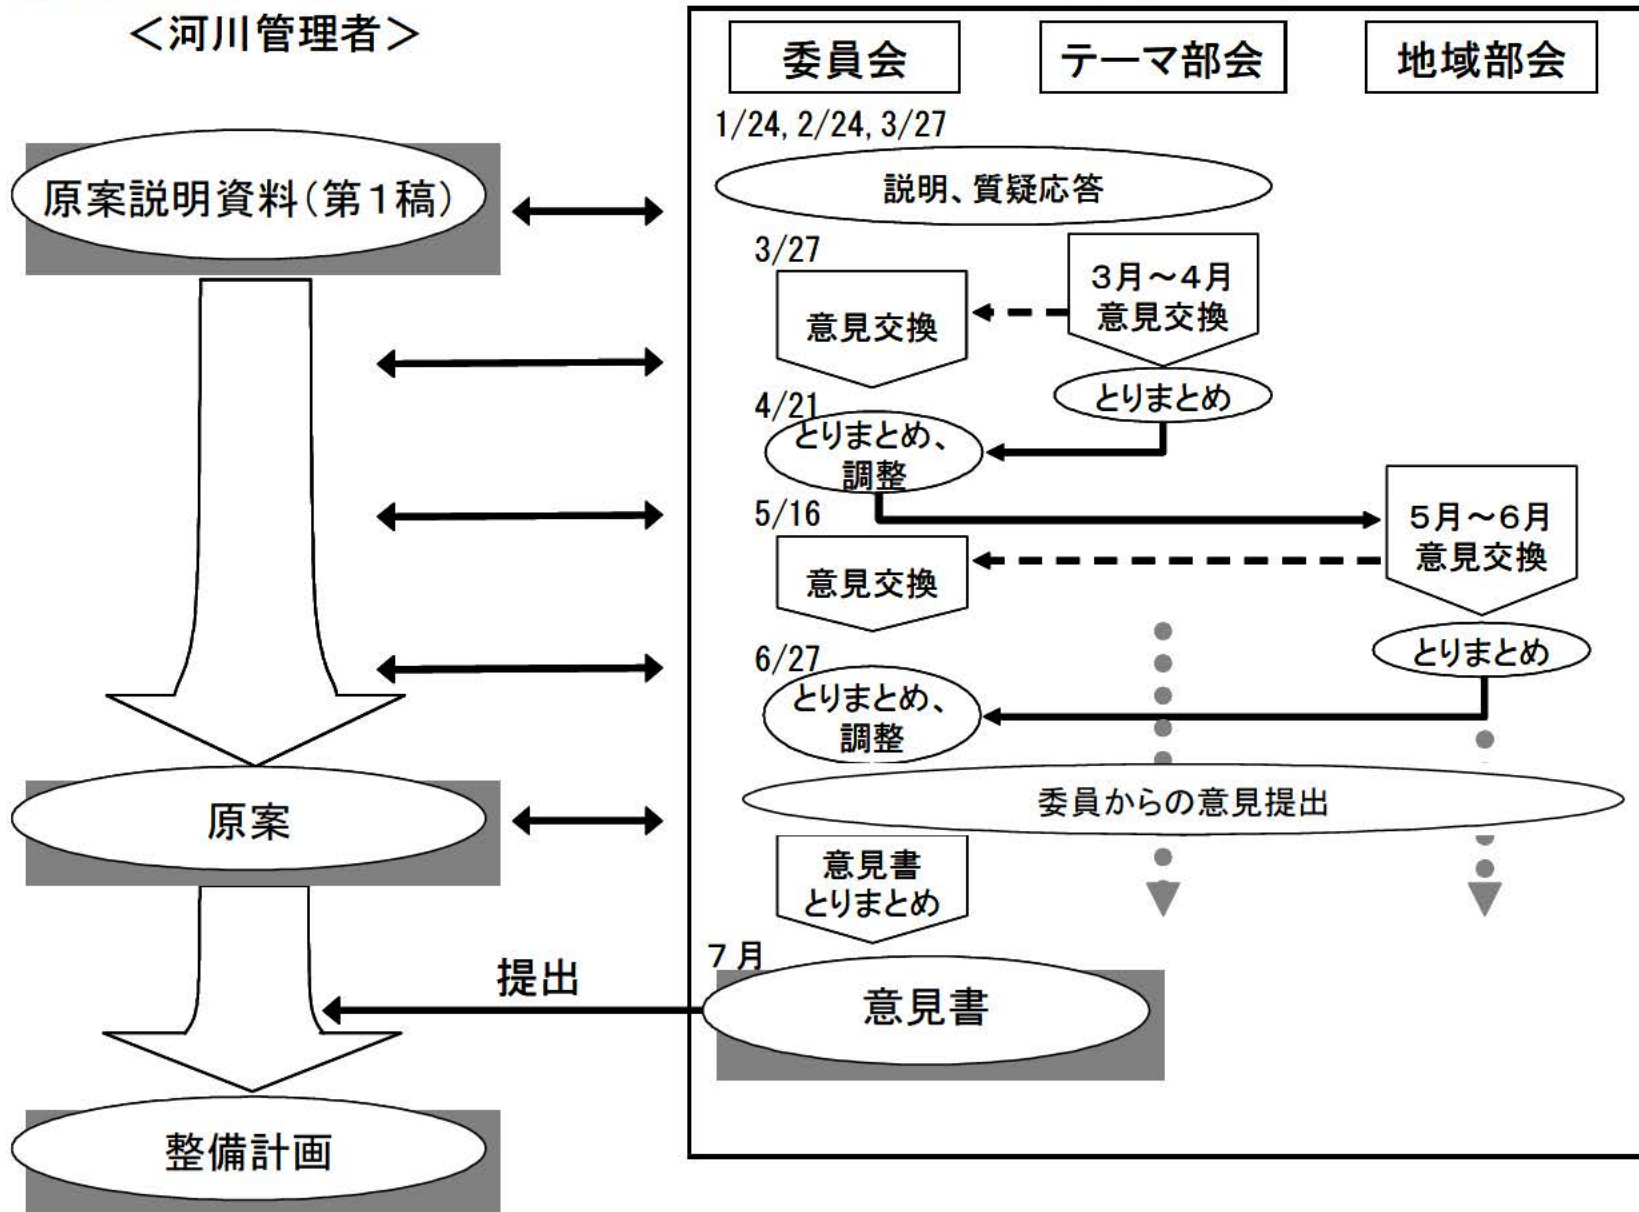 ＜河川管理者＞
委員会
テーマ部会
地域部会
1/24, 2/24, 3/27
原案説明資料（第１稿）
説明、質疑応答
3/27
３月～４月
意見交換
意見交換
とりまとめ
4/21
とりまとめ、
調整
5/16
５月～６月
意見交換
意見交換
とりまとめ
6/27
とりまとめ、
調整
原案
委員からの意見提出
意見書
とりまとめ
７月
提出
意見書
整備計画